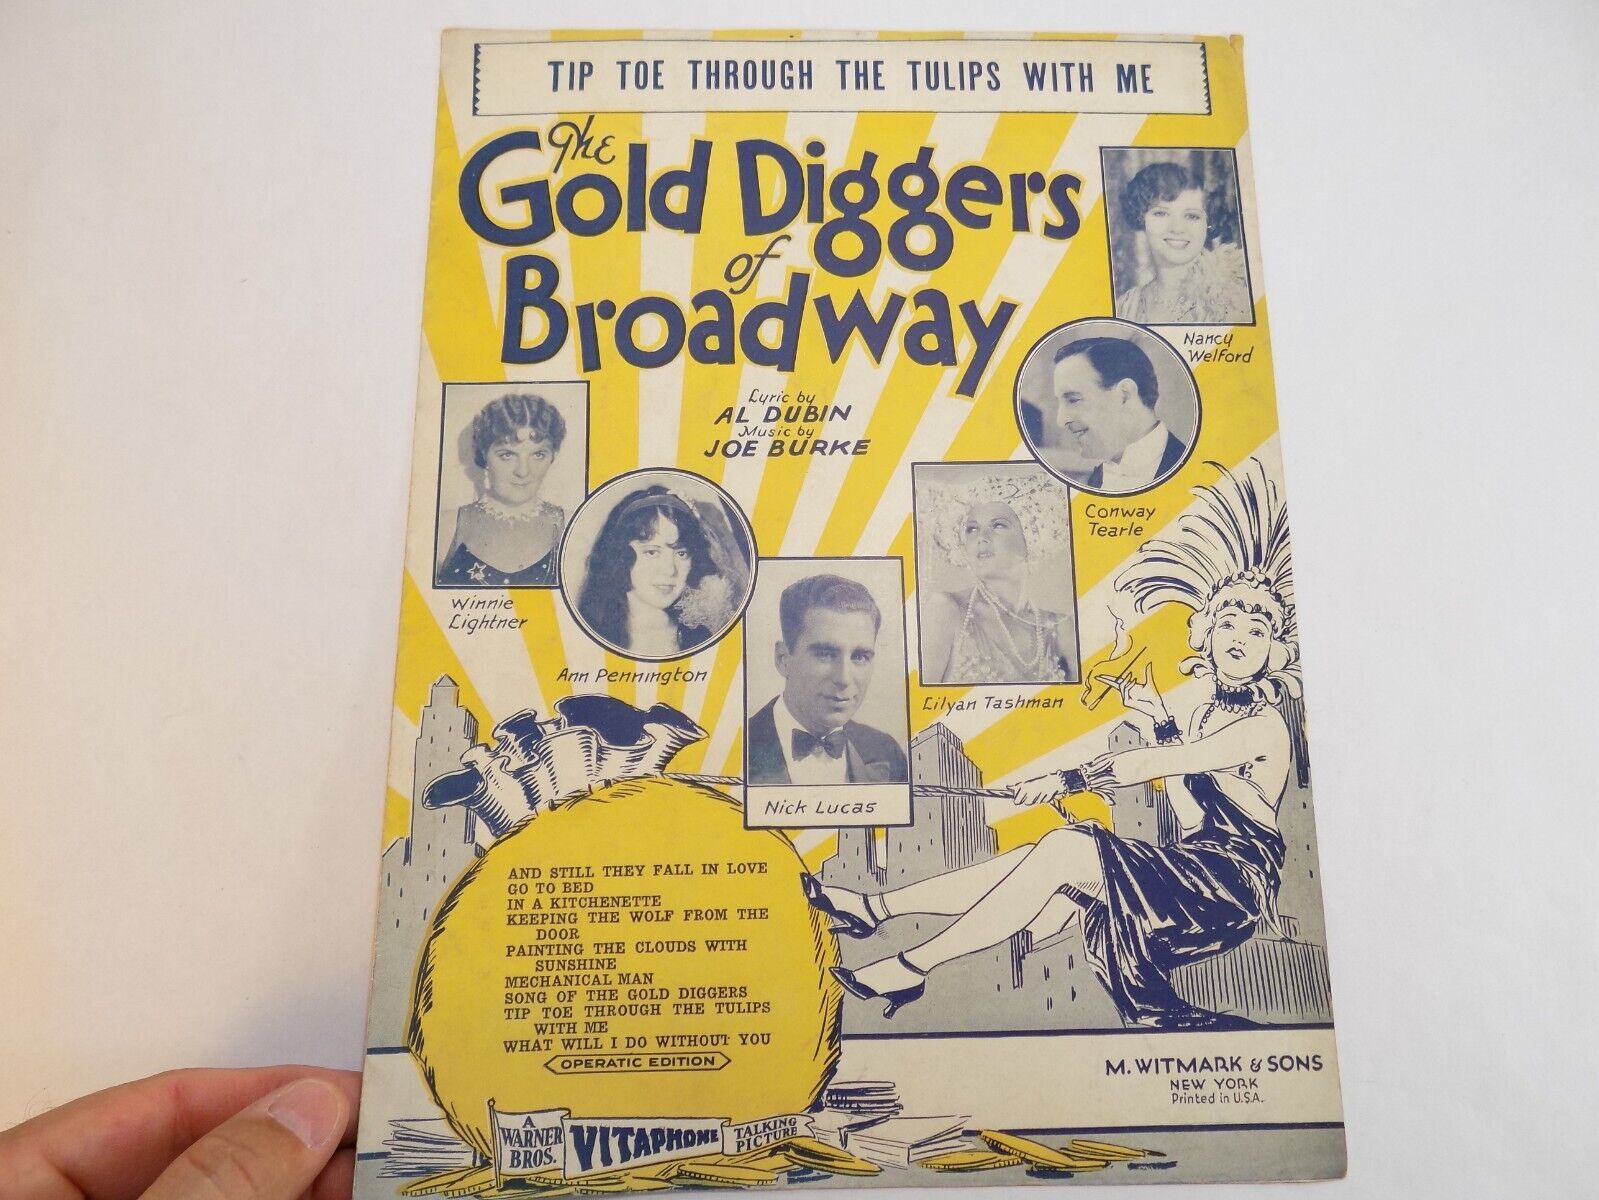 TIP TOE THROUGH THE TULIPS WITH ME
The
Gold Diggers
of
Broadway
Lyric by
AL DUBIN
Music by
JOE BURKE
Nancy
Welford
Conway
Tearle
Winnie
Lightner
Ann Pennington
Lilyan Tashman
Nick Lucas
AND STILL THEY FALL IN LOVE
GO TO BED
IN A KITCHENETTE
KEEPING THE WOLF FROM THE
DOOR
PAINTING THE CLOUDS WITH
SUNSHINE
MECHANICAL MAN
SONG OF THE GOLD DIGGERS
TIP TOE THROUGH THE TULIPS
WITH ME
WHAT WILL I DO WITHOUT YOU
OPERATIC EDITION
M. WITMARK & SONS
NEW YORK
Printed in U.S.A.
A
WARNER
BROS.
VITAPHONE
TALKING
PICTURE